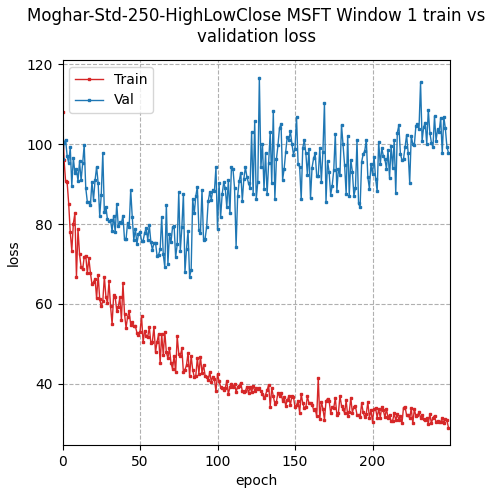 Moghar-Std-250-HighLowClose MSFT Window 1 train vs
validation loss
120
100
80
60
40
loss
Train
Val
0 50 100 150 200
epoch